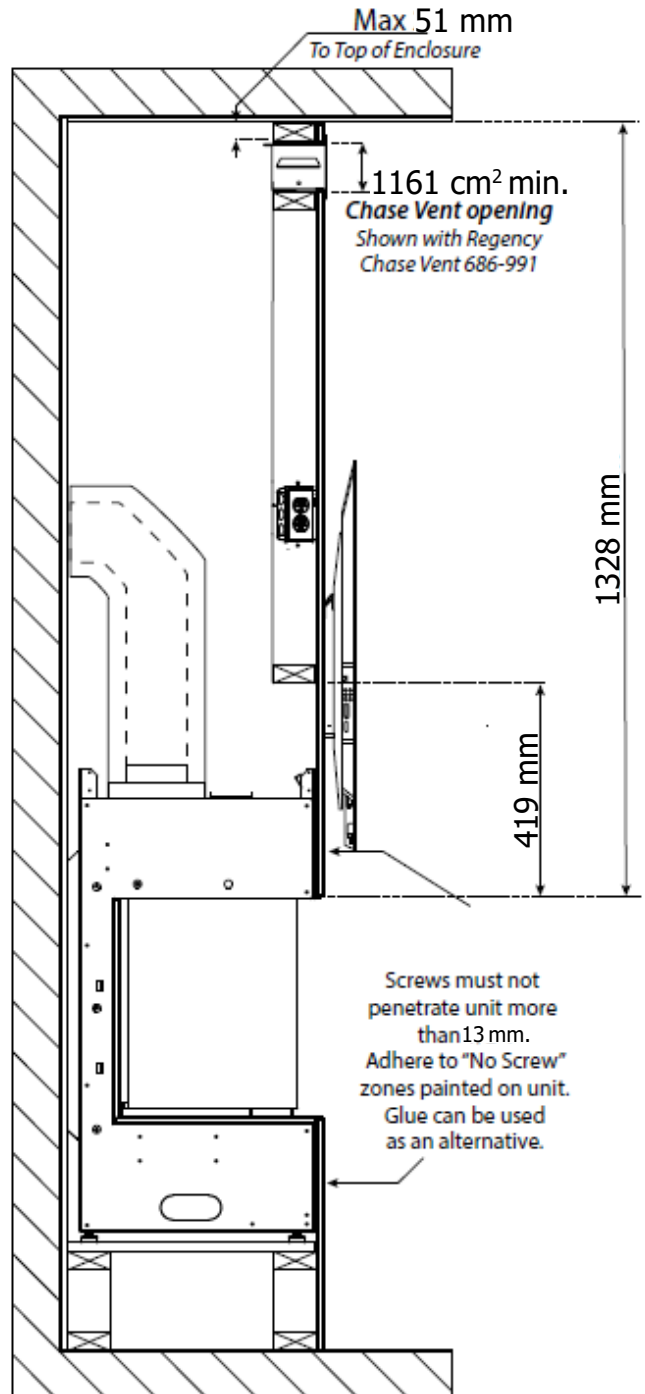 Max 51 mm
To Top of Enclosure
1161 cm² min.
Chase Vent opening
Shown with Regency
Chase Vent 686-991
1328 mm
419 mm
Screws must not
penetrate unit more
than 13 mm.
Adhere to “No Screw”
zones painted on unit.
Glue can be used
as an alternative.